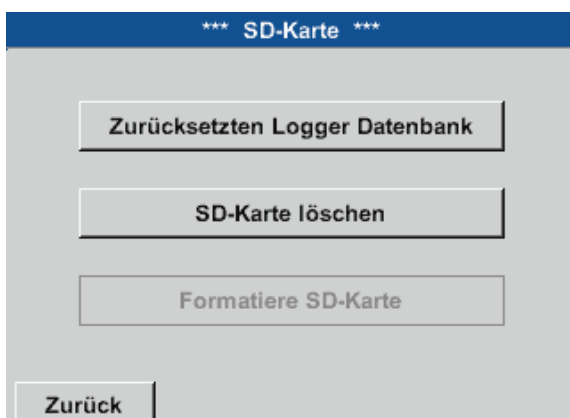 *** SD-Karte ***
Zurücksetzten Logger Datenbank
SD-Karte löschen
Formatiere SD-Karte
Zurück